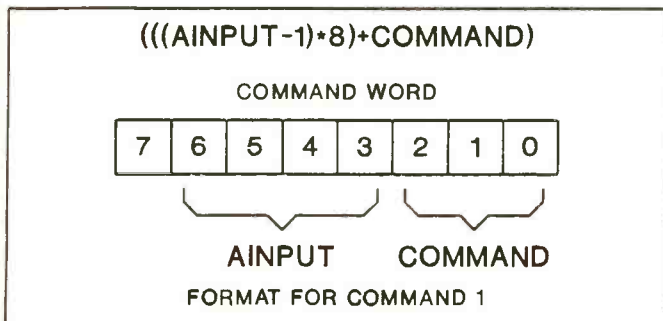 (((AINPUT-1)*8)+COMMAND)
COMMAND WORD
7 6 5 4 3 2 1 0
AINPUT COMMAND
FORMAT FOR COMMAND 1